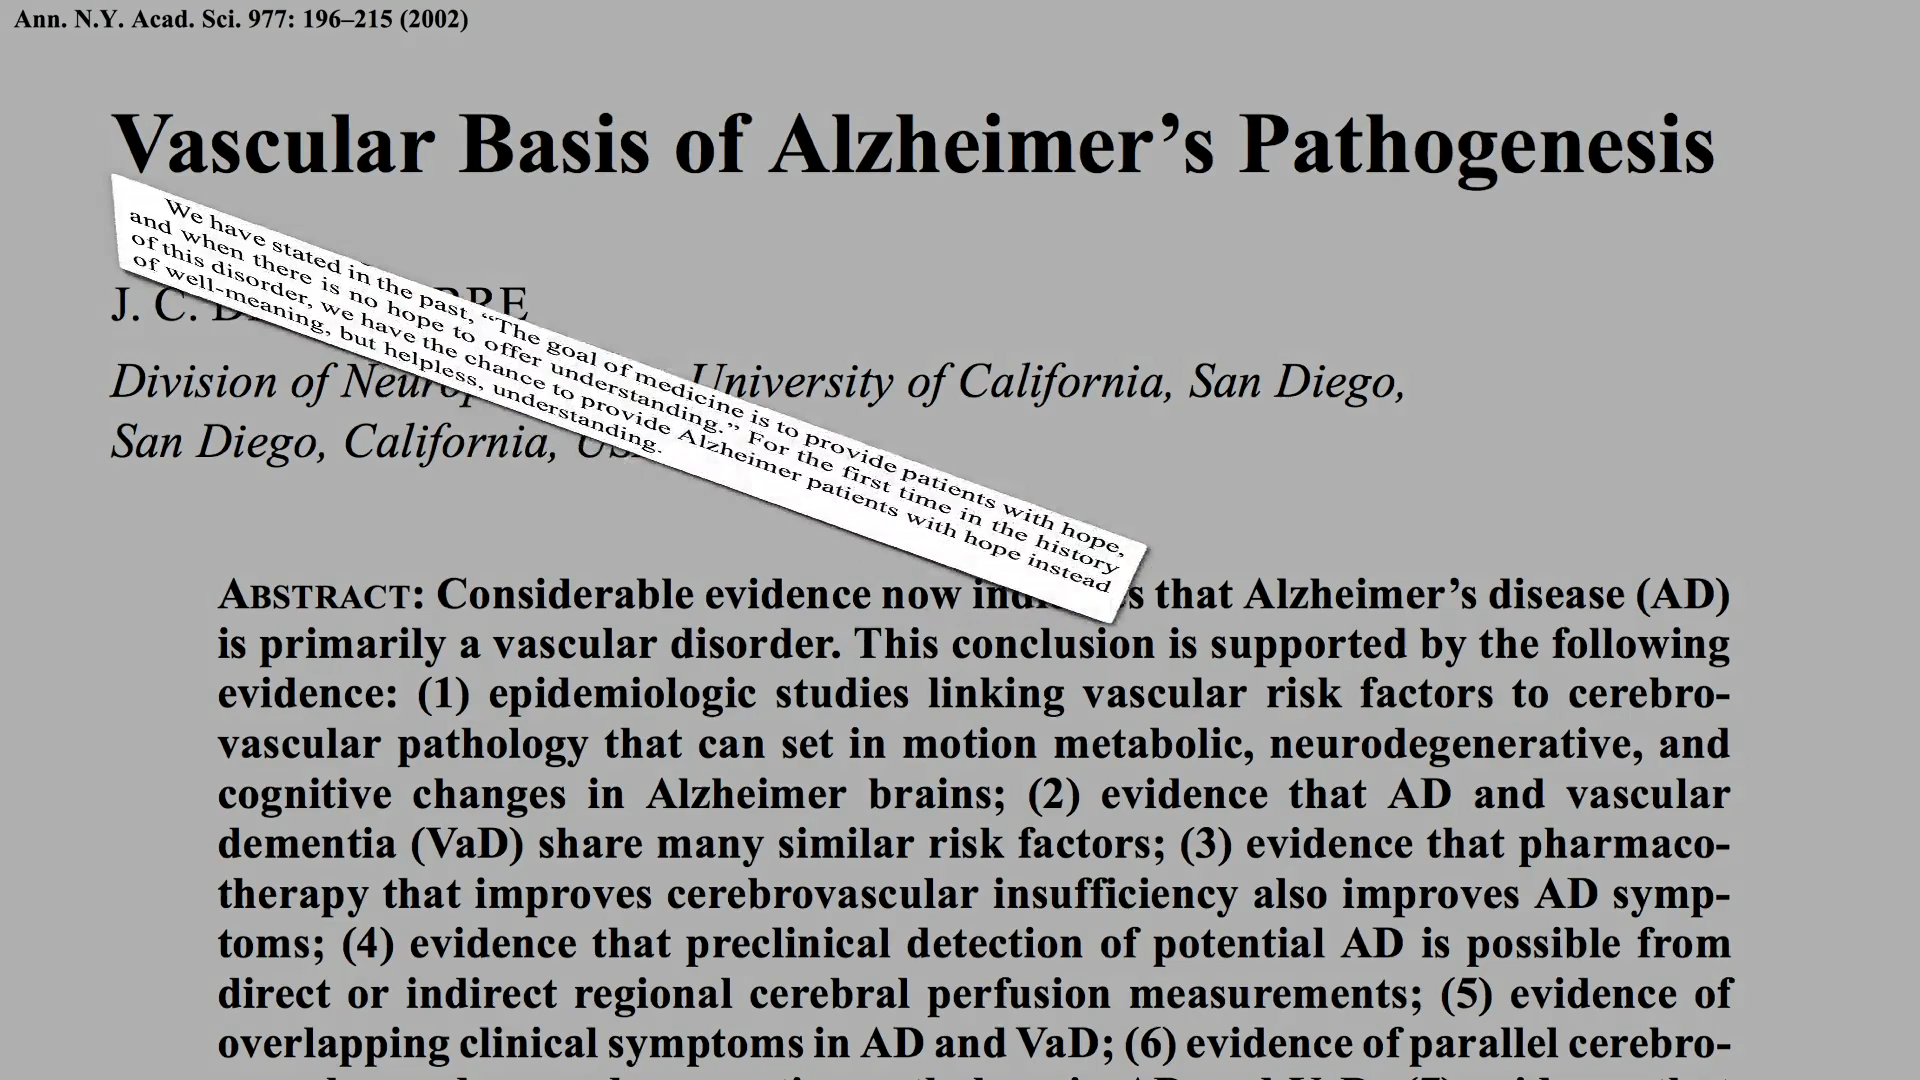 Ann. N.Y. Acad. Sci. 977: 196–215 (2002)
Vascular Basis of Alzheimer’s Pathogenesis
We have stated in the past, “The goal of medicine is to provide patients with hope,
and when there is no hope to offer understanding.” For the first time in the history
of this disorder, we have the chance to provide Alzheimer patients with hope instead
of well-meaning, but helpless, understanding.
J. C.
Division of University of California, San Diego,
San Diego, California,
ABSTRACT: Considerable evidence now that Alzheimer’s disease (AD)
is primarily a vascular disorder. This conclusion is supported by the following
evidence: (1) epidemiologic studies linking vascular risk factors to cerebro-
vascular pathology that can set in motion metabolic, neurodegenerative, and
cognitive changes in Alzheimer brains; (2) evidence that AD and vascular
dementia (VaD) share many similar risk factors; (3) evidence that pharmaco-
therapy that improves cerebrovascular insufficiency also improves AD symp-
toms; (4) evidence that preclinical detection of potential AD is possible from
direct or indirect regional cerebral perfusion measurements; (5) evidence of
overlapping clinical symptoms in AD and VaD; (6) evidence of parallel cerebro-